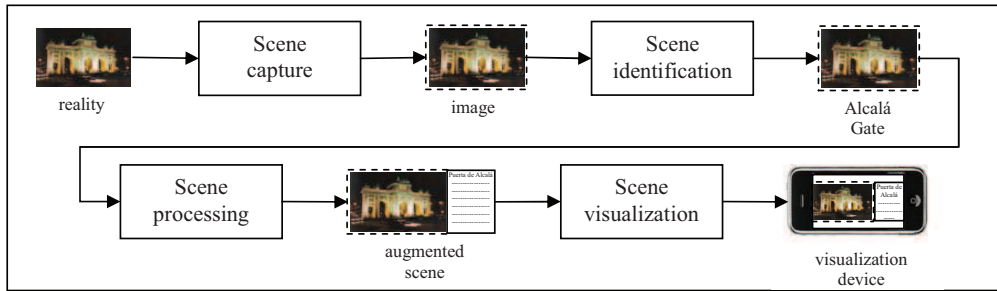 Scene
capture
Scene
identification
reality
image
Alcalá
Gate
Scene
processing
Puerta de Alcalá
Scene
visualization
Puerta de
Alcalá
augmented
scene
visualization
device